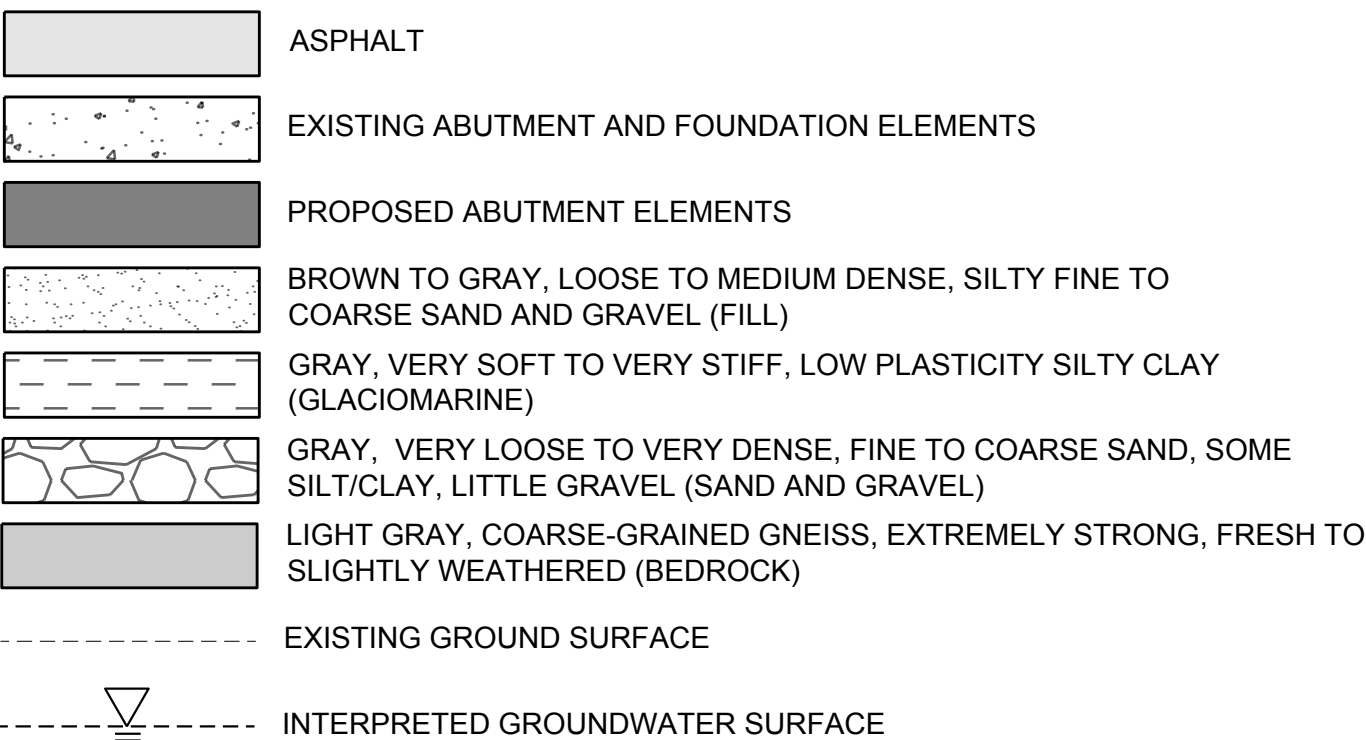 ASPHALT
EXISTING ABUTMENT AND FOUNDATION ELEMENTS
PROPOSED ABUTMENT ELEMENTS
BROWN TO GRAY, LOOSE TO MEDIUM DENSE, SILTY FINE TO
COARSE SAND AND GRAVEL (FILL)
GRAY, VERY SOFT TO VERY STIFF, LOW PLASTICITY SILTY CLAY
(GLACIOMARINE)
GRAY, VERY LOOSE TO VERY DENSE, FINE TO COARSE SAND, SOME
SILT/CLAY, LITTLE GRAVEL (SAND AND GRAVEL)
LIGHT GRAY, COARSE-GRAINED GNEISS, EXTREMELY STRONG, FRESH TO
SLIGHTLY WEATHERED (BEDROCK)
EXISTING GROUND SURFACE
INTERPRETED GROUNDWATER SURFACE